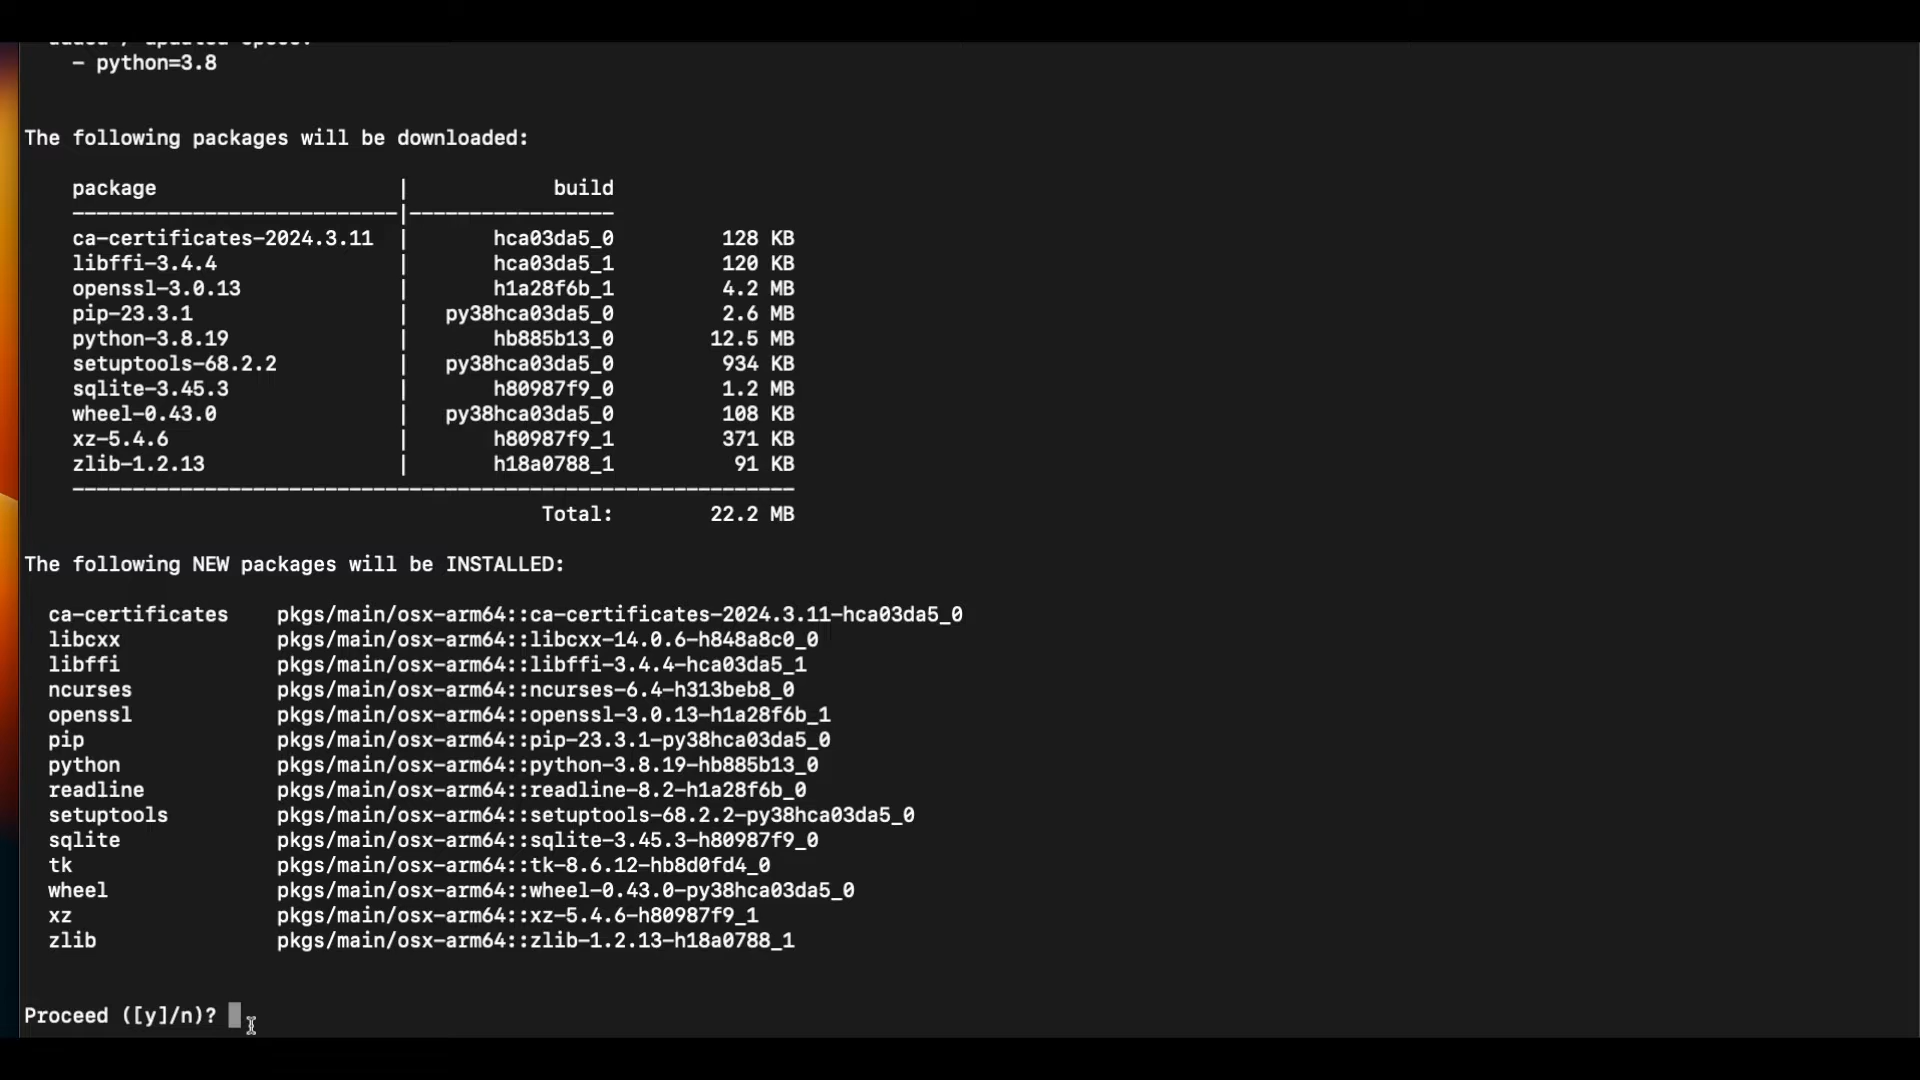 added / updated specs:
- python=3.8
The following packages will be downloaded:
package | build
---------------------------|-----------------
ca-certificates-2024.3.11 | hca03da5_0 128 KB
libffi-3.4.4 | hca03da5_1 120 KB
openssl-3.0.13 | h1a28f6b_1 4.2 MB
pip-23.3.1 | py38hca03da5_0 2.6 MB
python-3.8.19 | hb885b13_0 12.5 MB
setuptools-68.2.2 | py38hca03da5_0 934 KB
sqlite-3.45.3 | h80987f9_0 1.2 MB
wheel-0.43.0 | py38hca03da5_0 108 KB
xz-5.4.6 | h80987f9_1 371 KB
zlib-1.2.13 | h18a0788_1 91 KB
------------------------------------------------------------
Total: 22.2 MB
The following NEW packages will be INSTALLED:
ca-certificates pkgs/main/osx-arm64::ca-certificates-2024.3.11-hca03da5_0
libcxx pkgs/main/osx-arm64::libcxx-14.0.6-h848a8c0_0
libffi pkgs/main/osx-arm64::libffi-3.4.4-hca03da5_1
ncurses pkgs/main/osx-arm64::ncurses-6.4-h313beb8_0
openssl pkgs/main/osx-arm64::openssl-3.0.13-h1a28f6b_1
pip pkgs/main/osx-arm64::pip-23.3.1-py38hca03da5_0
python pkgs/main/osx-arm64::python-3.8.19-hb885b13_0
readline pkgs/main/osx-arm64::readline-8.2-h1a28f6b_0
setuptools pkgs/main/osx-arm64::setuptools-68.2.2-py38hca03da5_0
sqlite pkgs/main/osx-arm64::sqlite-3.45.3-h80987f9_0
tk pkgs/main/osx-arm64::tk-8.6.12-hb8d0fd4_0
wheel pkgs/main/osx-arm64::wheel-0.43.0-py38hca03da5_0
xz pkgs/main/osx-arm64::xz-5.4.6-h80987f9_1
zlib pkgs/main/osx-arm64::zlib-1.2.13-h18a0788_1
Proceed ([y]/n)?